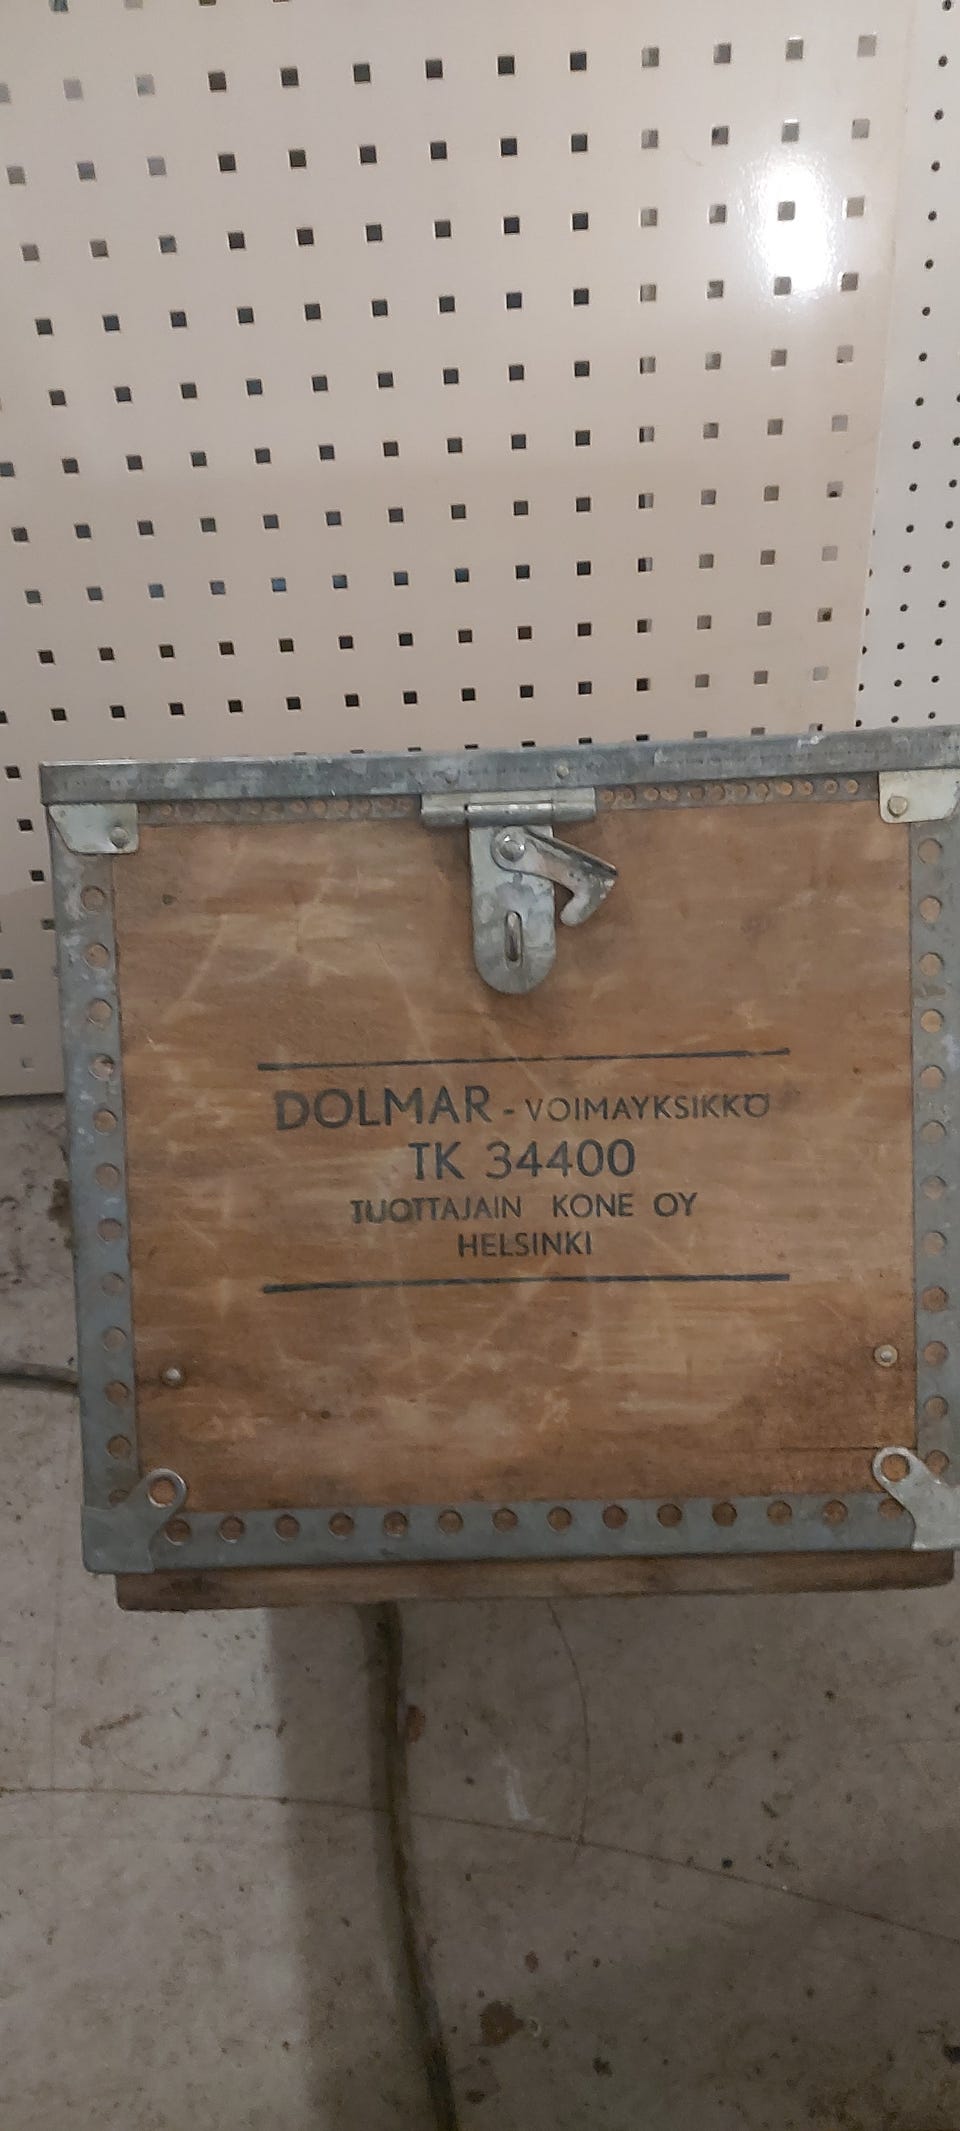 DOLMAR - VOIMAYKSIKKÖ
TK 34400
TUOTTAJAIN KONE OY
HELSINKI